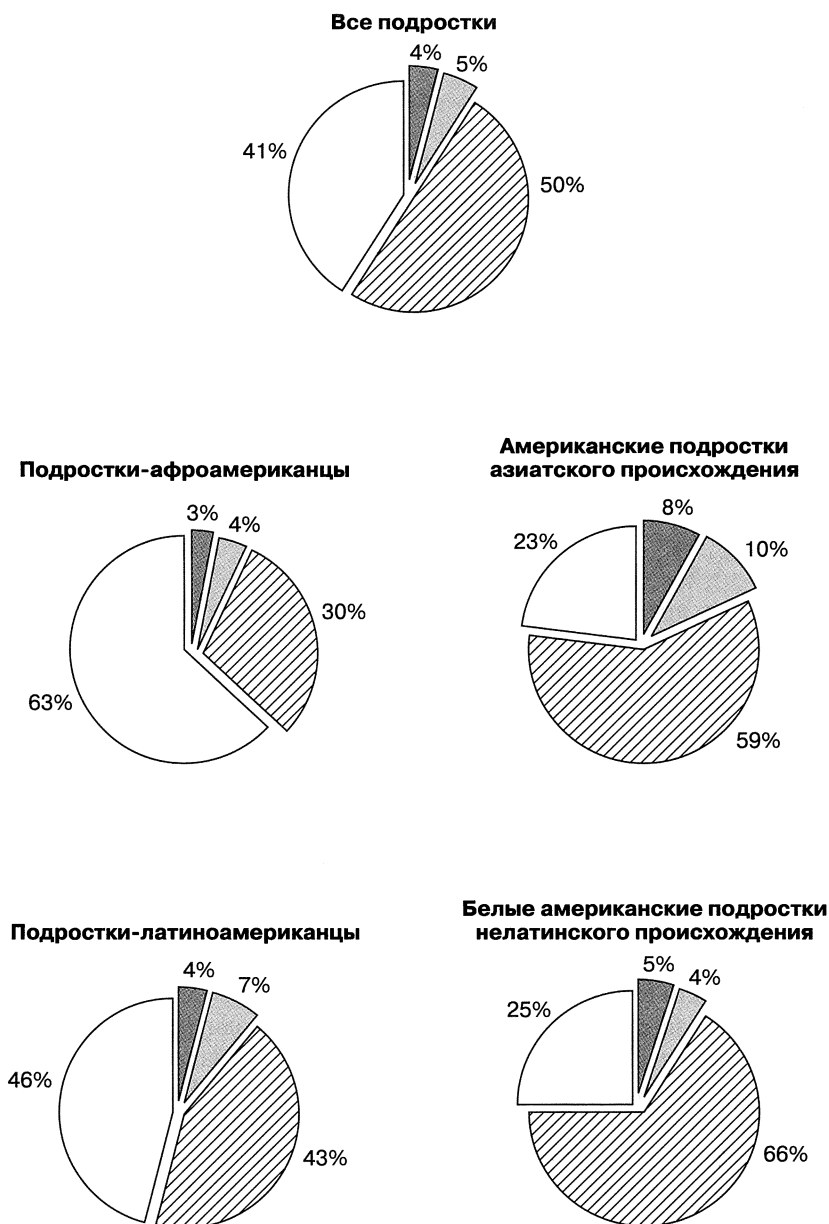 Все подростки
4%
5%
41%
50%
Подростки-афроамериканцы
3%
4%
30%
63%
Американские подростки
азиатского происхождения
8%
23%
10%
59%
Подростки-латиноамериканцы
4%
7%
46%
43%
Белые американские подростки
нелатинского происхождения
5%
4%
25%
66%